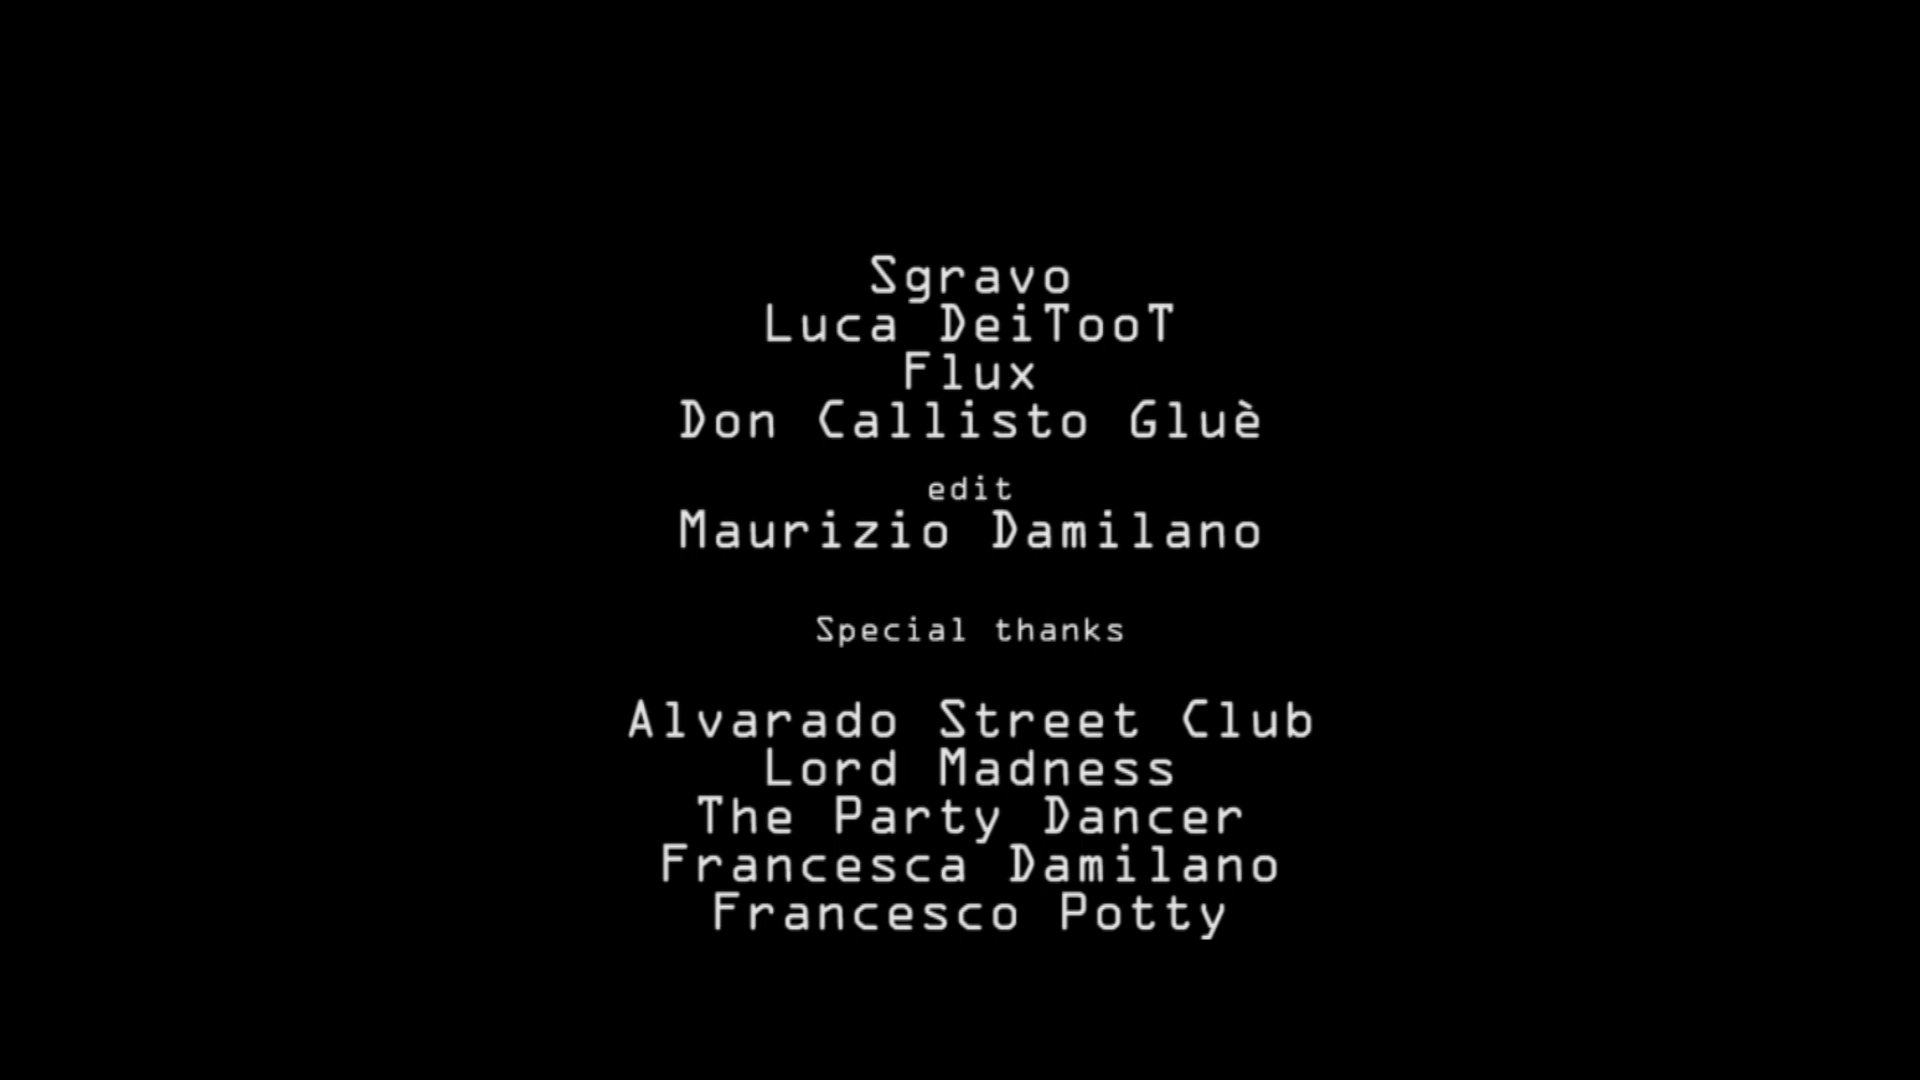 Sgravo
Luca DeiTooT
Flux
Don Callisto Gluè
edit
Maurizio Damilano
Special thanks
Alvarado Street Club
Lord Madness
The Party Dancer
Francesca Damilano
Francesco Potty